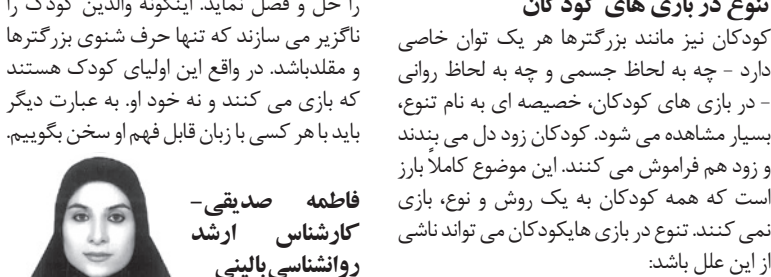 تنوع در بازی های کودکان
کودکان نیز مانند بزرگترها هر یک توان خاصی
دارد - چه به لحاظ جسمی و چه به لحاظ روانی
- در بازی های کودکان، خصیصه ای به نام تنوع،
بسیار مشاهده می شود. کودکان زود دل می بندند
و زود هم فراموش می کنند. این موضوع کاملاً بارز
است که همه کودکان به یک روش و نوع، بازی
نمی کنند. تنوع در بازی هایکودکان می تواند ناشی
از این علل باشد:
را حل و فصل نماید. اینگونه والدین کودک را
ناگزیر می سازند که تنها حرف شنوی بزرگترها
و مقلدباشد. در واقع این اولیای کودک هستند
که بازی می کنند و نه خود او. به عبارت دیگر
باید با هر کسی با زبان قابل فهم او سخن بگوییم.
فاطمه صدیقی-
کارشناس ارشد
روانشناسی بالینی